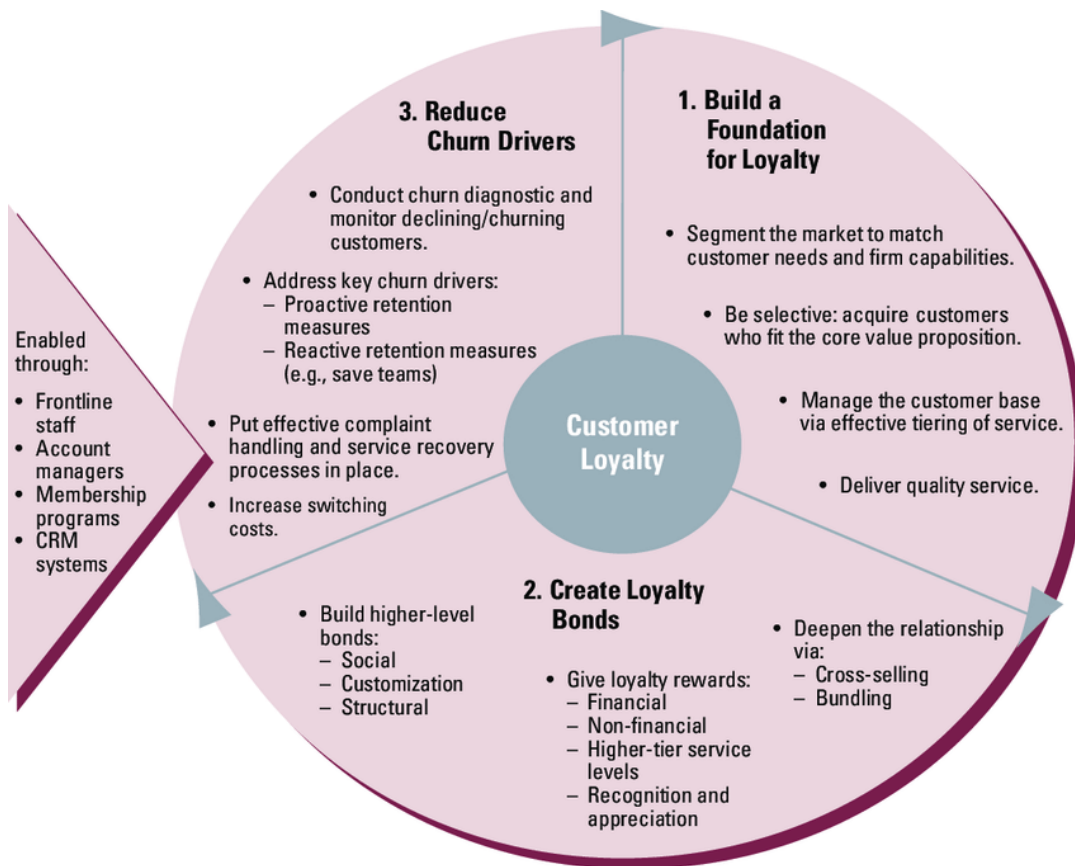 Enabled
through:
• Frontline
staff
• Account
managers
• Membership
programs
• CRM
systems
1. Build a
Foundation
for Loyalty
• Segment the market to match
customer needs and firm capabilities.
• Be selective: acquire customers
who fit the core value proposition.
• Manage the customer base
via effective tiering of service.
• Deliver quality service.
2. Create Loyalty
Bonds
• Deepen the relationship
via:
– Cross-selling
– Bundling
• Give loyalty rewards:
– Financial
– Non-financial
– Higher-tier service
levels
– Recognition and
appreciation
• Build higher-level
bonds:
– Social
– Customization
– Structural
3. Reduce
Churn Drivers
• Conduct churn diagnostic and
monitor declining/churning
customers.
• Address key churn drivers:
– Proactive retention
measures
– Reactive retention measures
(e.g., save teams)
• Put effective complaint
handling and service recovery
processes in place.
• Increase switching
costs.
Customer
Loyalty